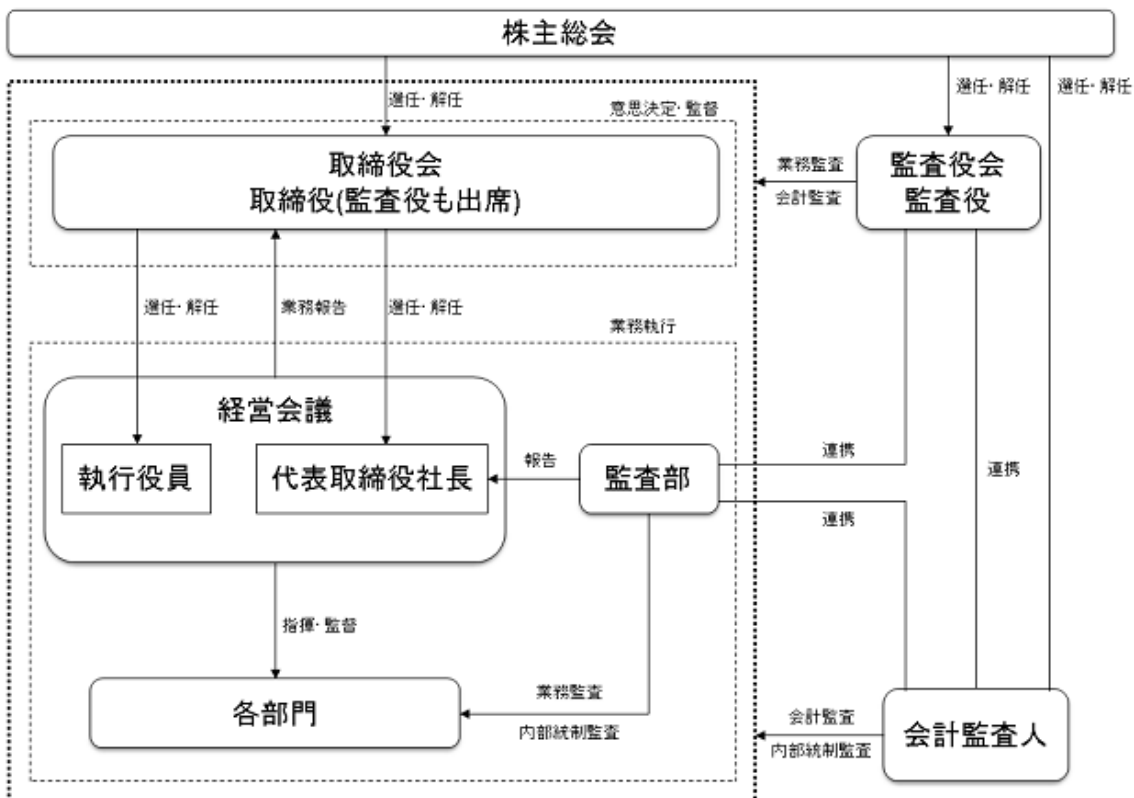 株主総会
選任・解任
選任・解任
選任・解任
意思決定・監督
取締役会
取締役(監査役も出席)
業務監査
会計監査
監査役会
監査役
選任・解任
業務報告
選任・解任
業務執行
経営会議
執行役員
代表取締役社長
報告
監査部
連携
連携
連携
指揮・監督
各部門
業務監査
内部統制監査
会計監査
内部統制監査
会計監査人